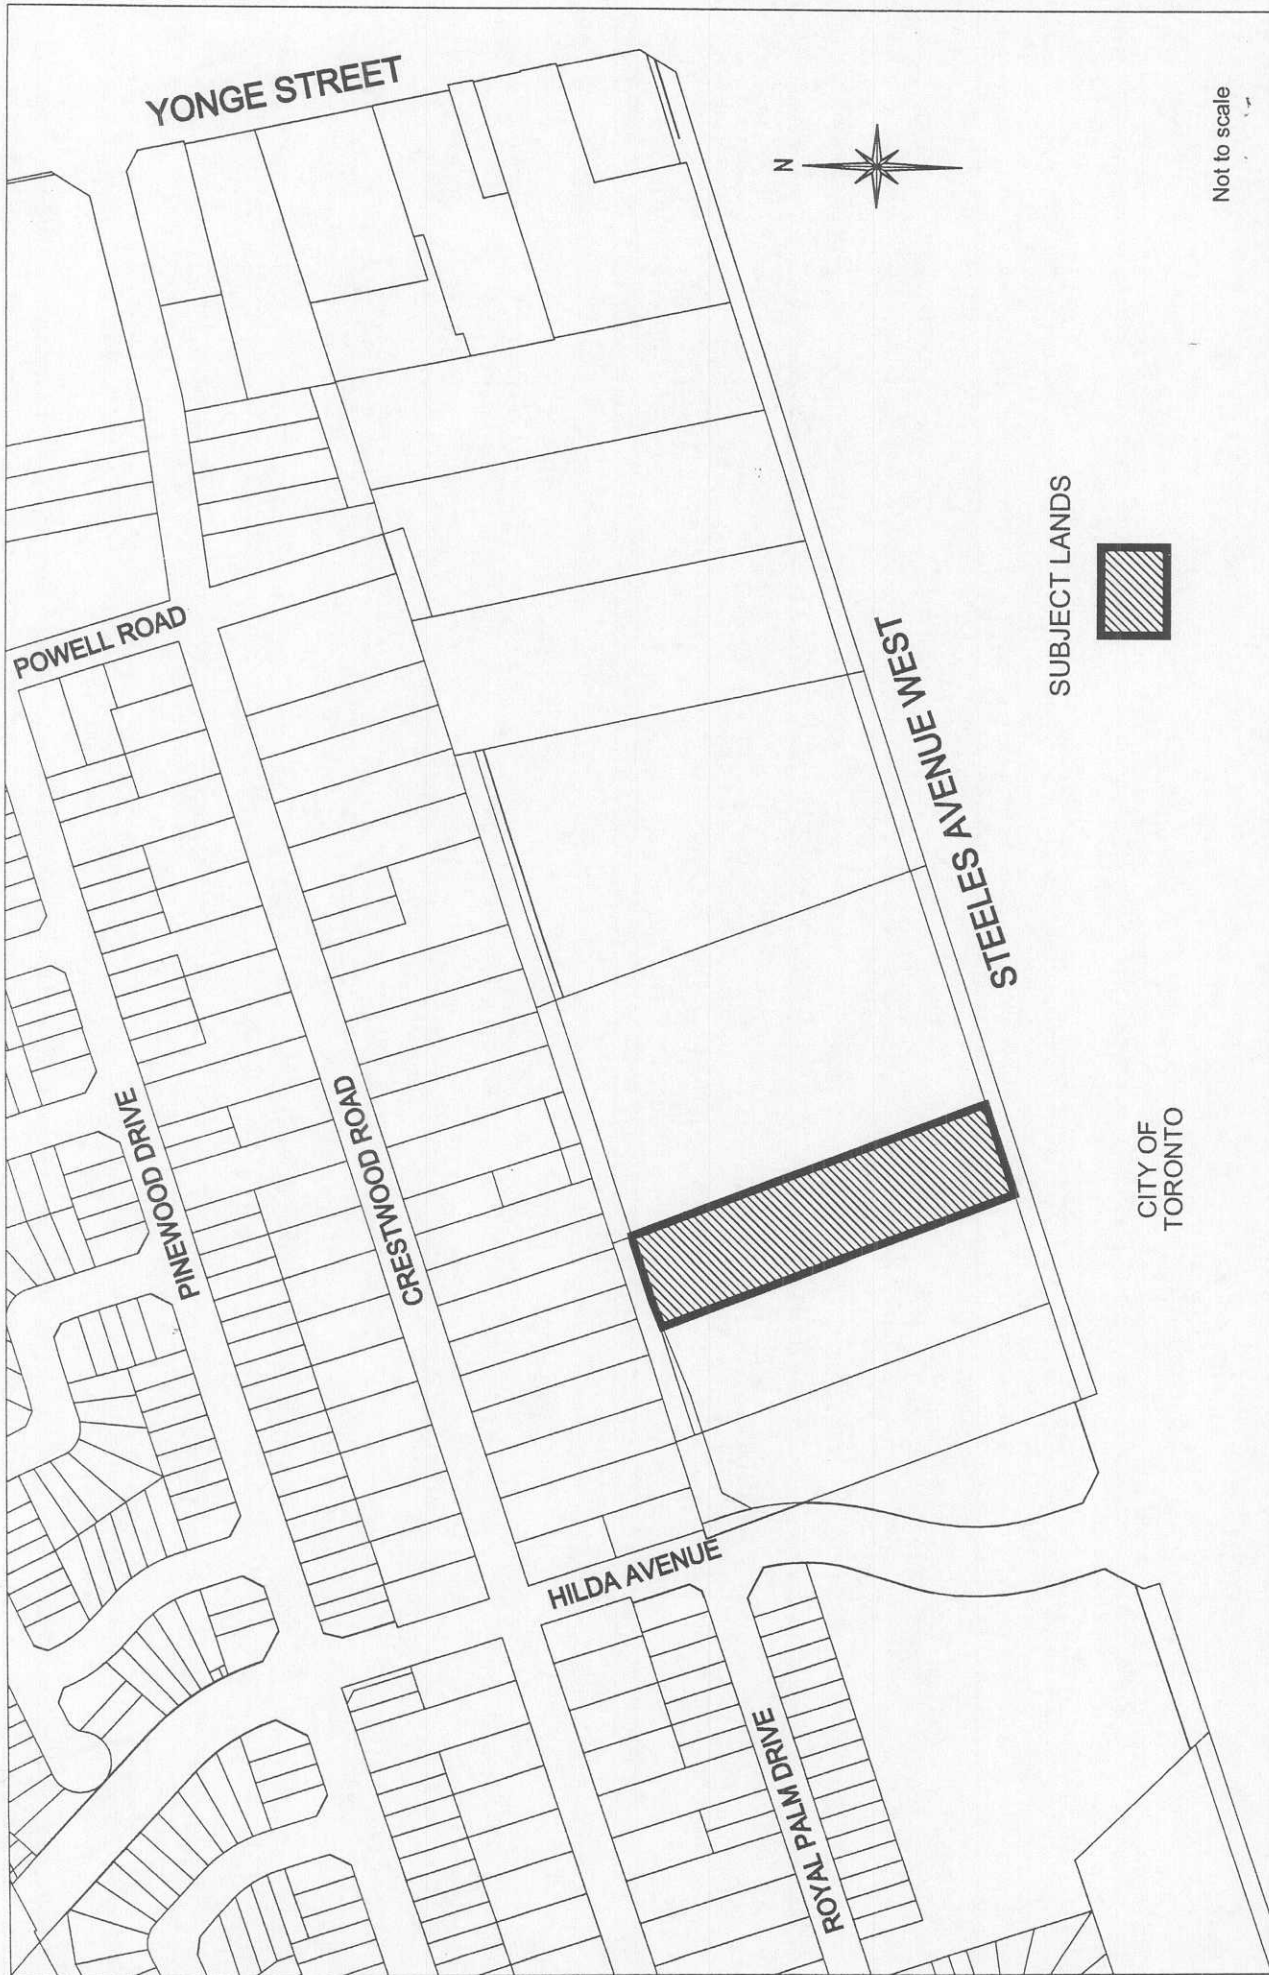 YONGE STREET
N
Not to scale
POWELL ROAD
SUBJECT LANDS
STEELES AVENUE WEST
PINEWOOD DRIVE
CRESTWOOD ROAD
CITY OF
TORONTO
HILDA AVENUE
ROYAL PALM DRIVE